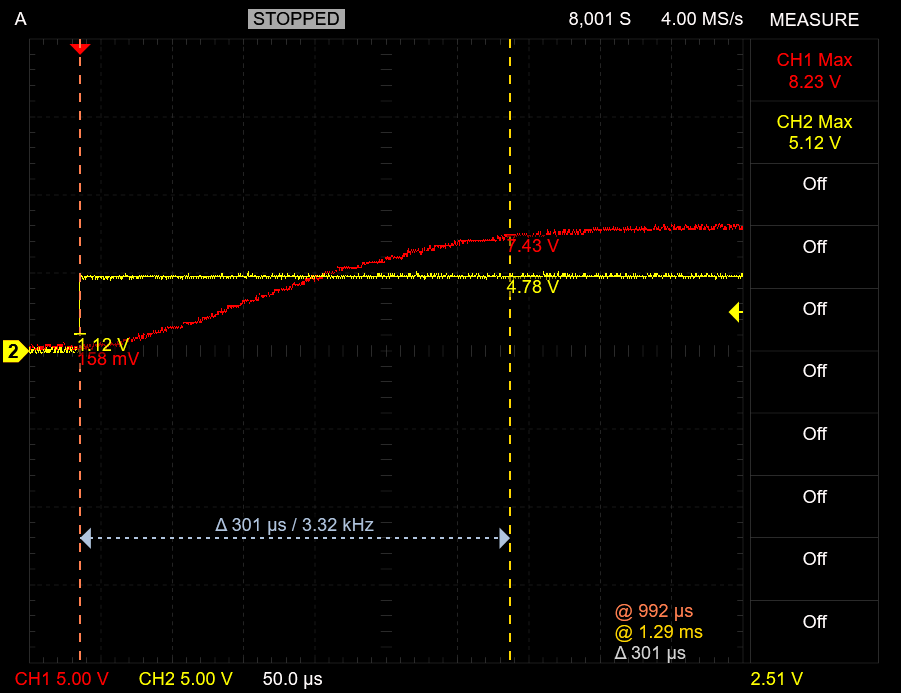 A STOPPED 8,001 S 4.00 MS/s MEASURE
CH1 Max
8.23 V
CH2 Max
5.12 V
Off
Off
7.43 V
4.78 V
Off
2
1.12 V
158 mV
Off
Off
Off
Δ 301 µs / 3.32 kHz
Off
@ 992 µs
@ 1.29 ms
Δ 301 µs
Off
CH1 5.00 V CH2 5.00 V 50.0 µs 2.51 V